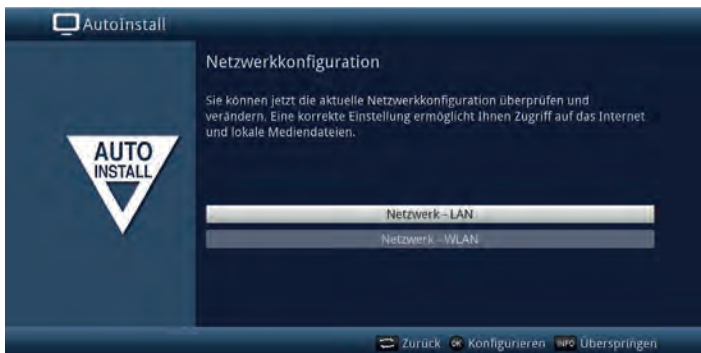 AutoInstall
Netzwerkkonfiguration
Sie können jetzt die aktuelle Netzwerkkonfiguration überprüfen und
verändern. Eine korrekte Einstellung ermöglicht Ihnen Zugriff auf das Internet
und lokale Mediendateien.
AUTO
INSTALL
Netzwerk - LAN
Netzwerk - WLAN
Zurück OK Konfigurieren INFO Überspringen